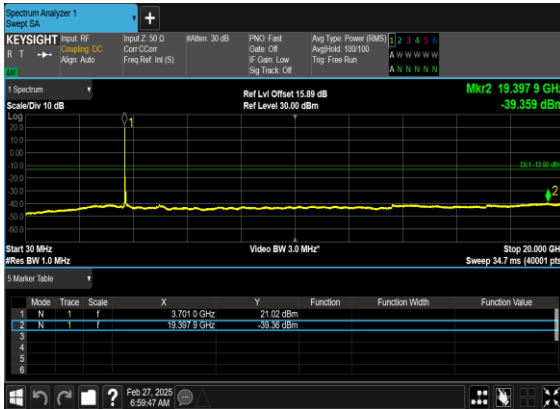 Spectrum Analyzer 1
Swept SA
+
KEYSIGHT Input: RF Input Z: 50 Ω #Atten: 30 dB PNO: Fast Avg Type: Power (RMS) 1 2 3 4 5 6
R T Coupling: DC Corr CCorr Gate: Off Avg|Hold: 100/100 A W W W W W
Align: Auto Freq Ref: Int (S) IF Gain: Low Trig: Free Run
Sig Track: Off A N N N N N
LXI
1 Spectrum Ref Lvl Offset 15.89 dB Mkr2 19.397 9 GHz
Scale/Div 10 dB Ref Level 30.00 dBm -39.359 dBm
Log
1
20.0
10.0
0.00
-10.0
DL1 -13.00 dBm
-20.0
-30.0
2
-40.0
-50.0
-60.0
Start 30 MHz Video BW 3.0 MHz* Stop 20.000 GHz
#Res BW 1.0 MHz Sweep 34.7 ms (40001 pts)
5 Marker Table
Mode Trace Scale X Y Function Function Width Function Value
1 N 1 f 3.701 0 GHz 21.02 dBm
2 N 1 f 19.397 9 GHz -39.36 dBm
3
4
5
6
? Feb 27, 2025
6:59:47 AM